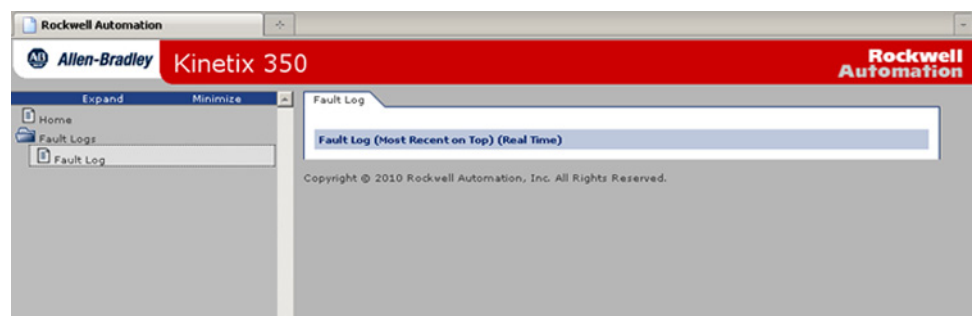 Rockwell Automation
AB Allen-Bradley Kinetix 350
Rockwell
Automation
Expand Minimize
Home
Fault Logs
Fault Log
Fault Log
Fault Log (Most Recent on Top) (Real Time)
Copyright © 2010 Rockwell Automation, Inc. All Rights Reserved.